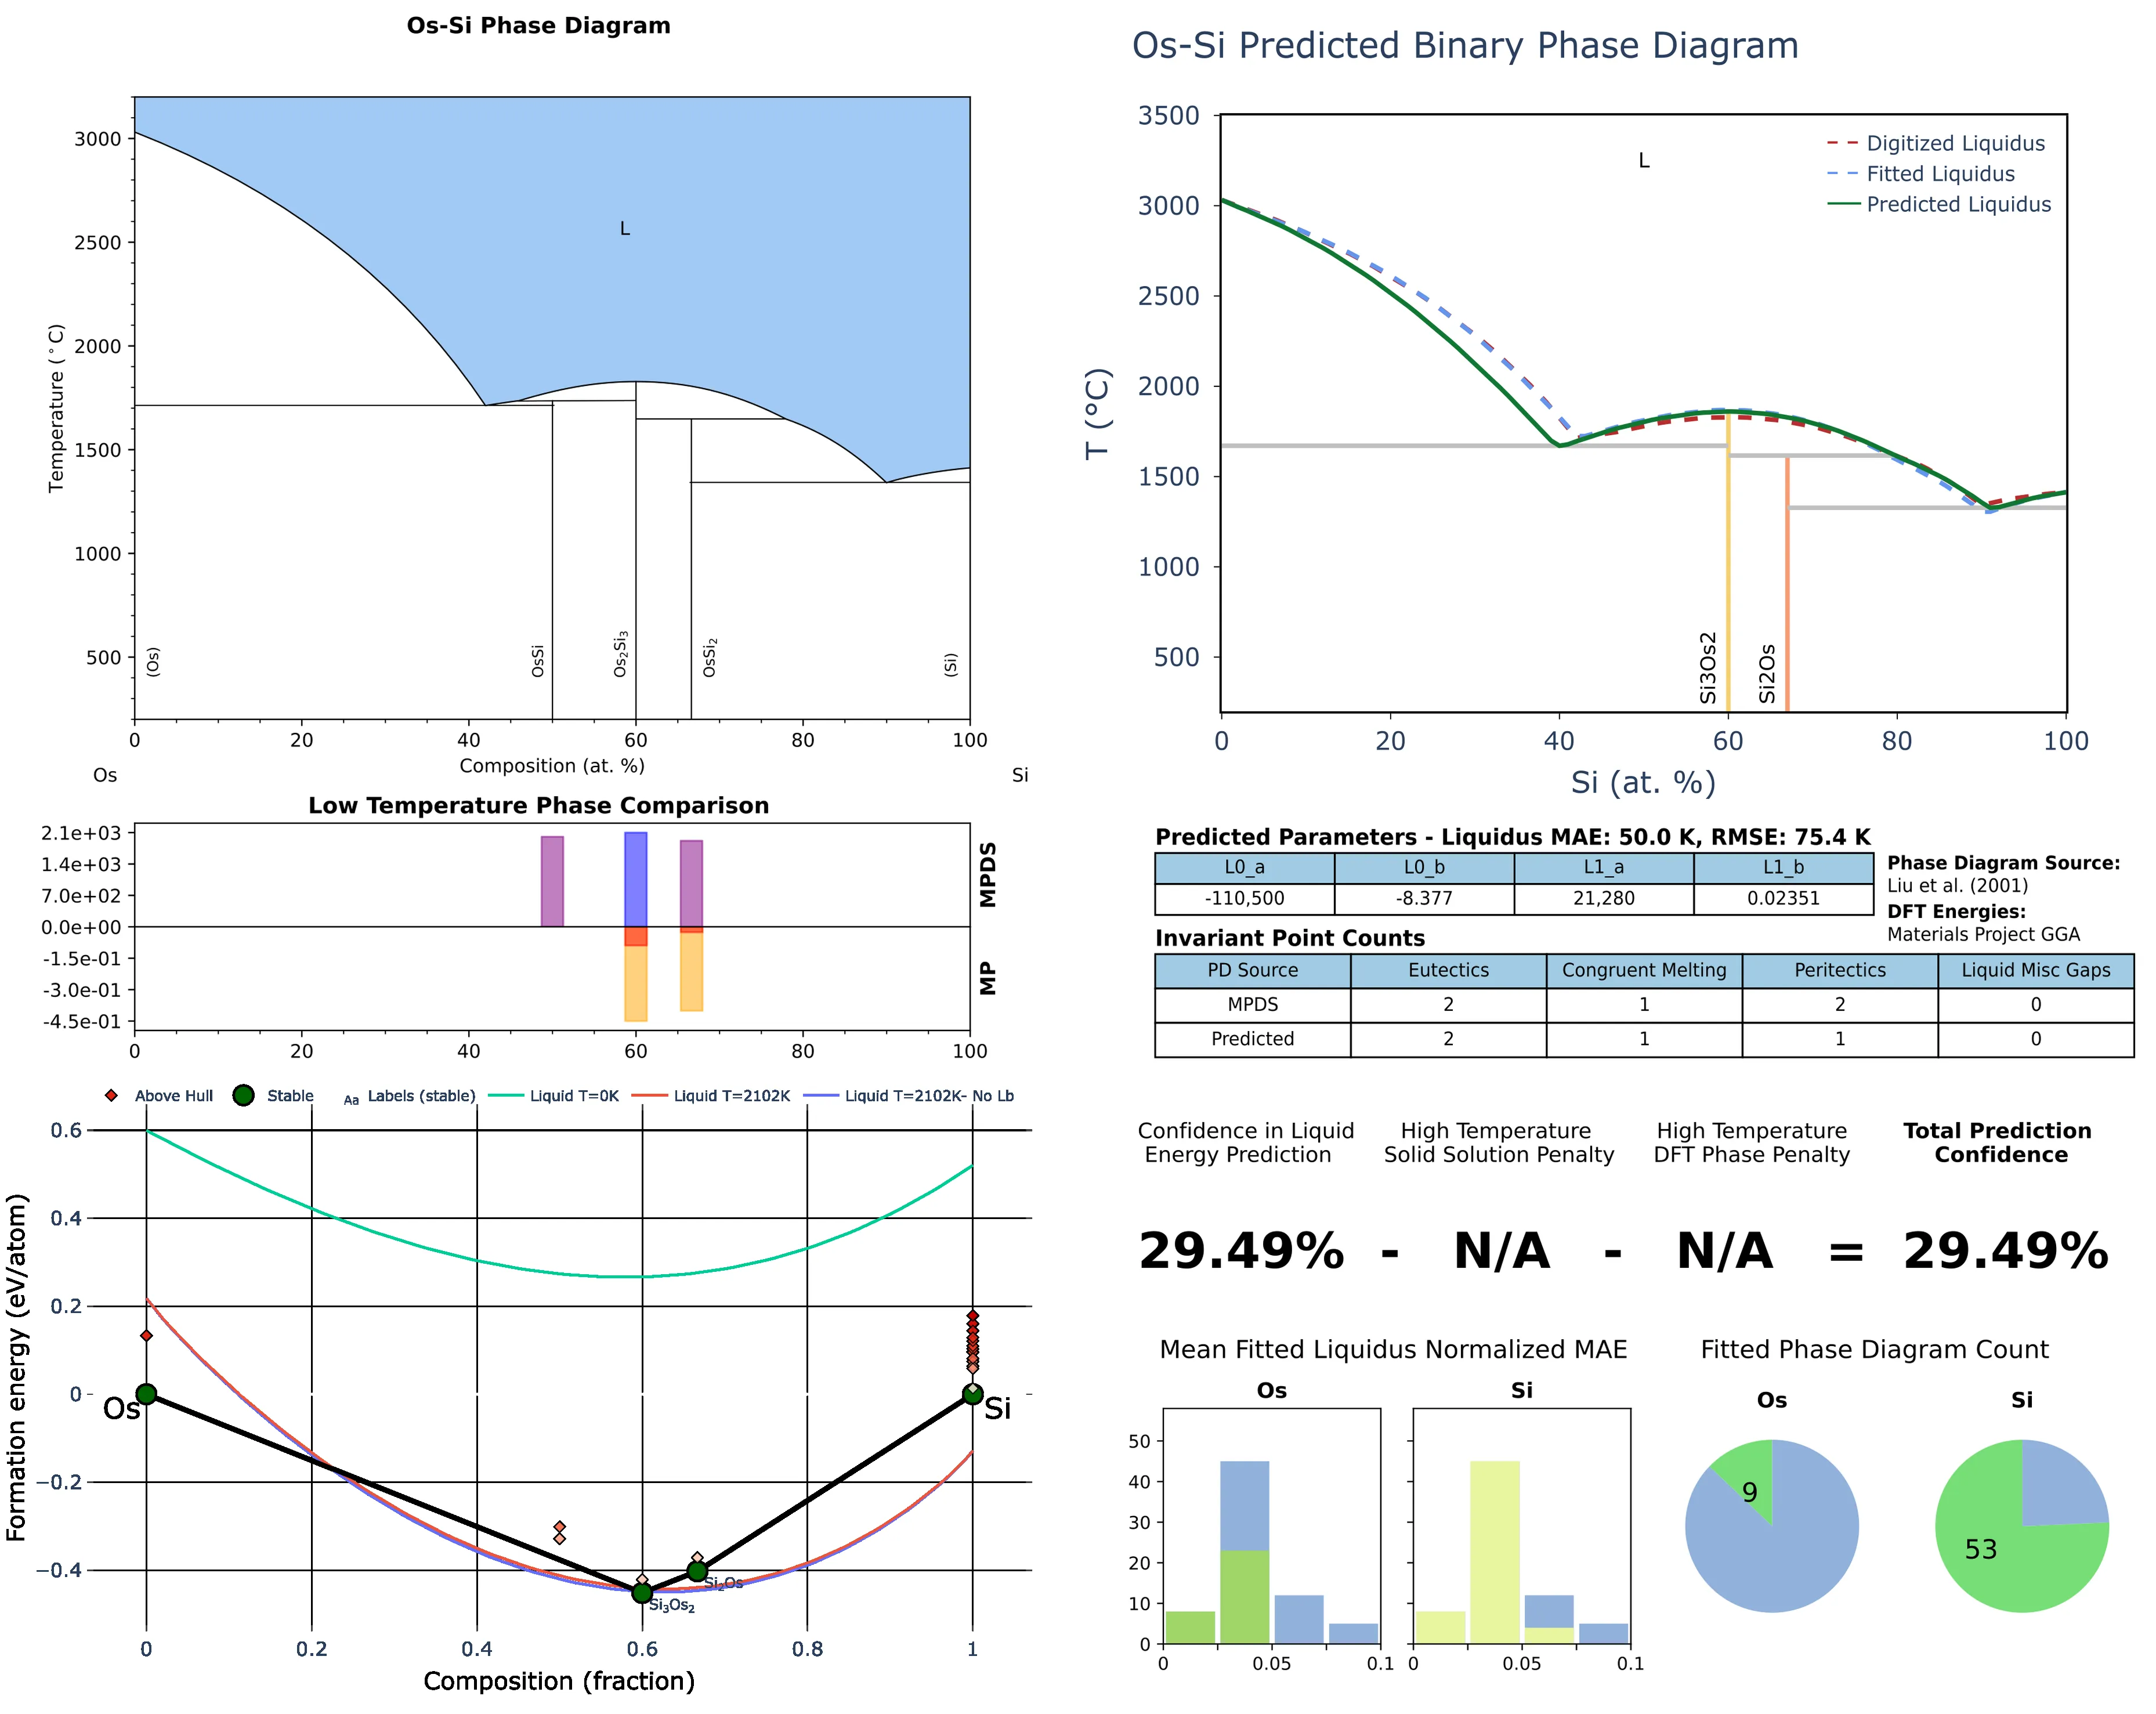 Os-Si Phase Diagram
3000
2500
2000
1500
1000
500
Temperature (°C)
L
(Os)
OsSi
Os₂Si₃
OsSi₂
(Si)
0 20 40 60 80 100
Composition (at. %)
Os Si
Low Temperature Phase Comparison
2.1e+03
1.4e+03
7.0e+02
0.0e+00
-1.5e-01
-3.0e-01
-4.5e-01
MPDS
MP
0 20 40 60 80 100
Above Hull Stable Aa Labels (stable) Liquid T=0K Liquid T=2102K Liquid T=2102K- No Lb
0.6
0.4
0.2
0
−0.2
−0.4
Formation energy (eV/atom)
Os
Si
Si₂Os
Si₃Os₂
0 0.2 0.4 0.6 0.8 1
Composition (fraction)
Os-Si Predicted Binary Phase Diagram
3500
3000
2500
2000
1500
1000
500
T (°C)
L
Digitized Liquidus
Fitted Liquidus
Predicted Liquidus
Si3Os2
Si2Os
0 20 40 60 80 100
Si (at. %)
Predicted Parameters - Liquidus MAE: 50.0 K, RMSE: 75.4 K
L0_a L0_b L1_a L1_b
-110,500 -8.377 21,280 0.02351
Phase Diagram Source:
Liu et al. (2001)
DFT Energies:
Materials Project GGA
Invariant Point Counts
PD Source Eutectics Congruent Melting Peritectics Liquid Misc Gaps
MPDS 2 1 2 0
Predicted 2 1 1 0
Confidence in Liquid
Energy Prediction
High Temperature
Solid Solution Penalty
High Temperature
DFT Phase Penalty
Total Prediction
Confidence
29.49% - N/A - N/A = 29.49%
Mean Fitted Liquidus Normalized MAE
Os Si
50
40
30
20
10
0
0 0.05 0.1 0 0.05 0.1
Fitted Phase Diagram Count
Os Si
9
53